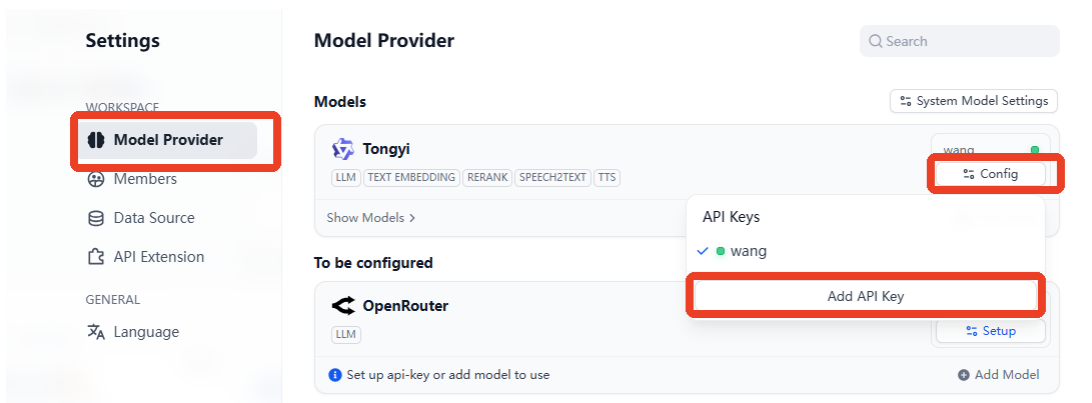 Settings
WORKSPACE
Model Provider
Members
Data Source
API Extension
GENERAL
Language
Model Provider
Search
Models
System Model Settings
Tongyi
wang
LLM TEXT EMBEDDING RERANK SPEECH2TEXT TTS
Config
Show Models
API Keys
wang
Add API Key
To be configured
OpenRouter
LLM
Setup
Set up api-key or add model to use
Add Model